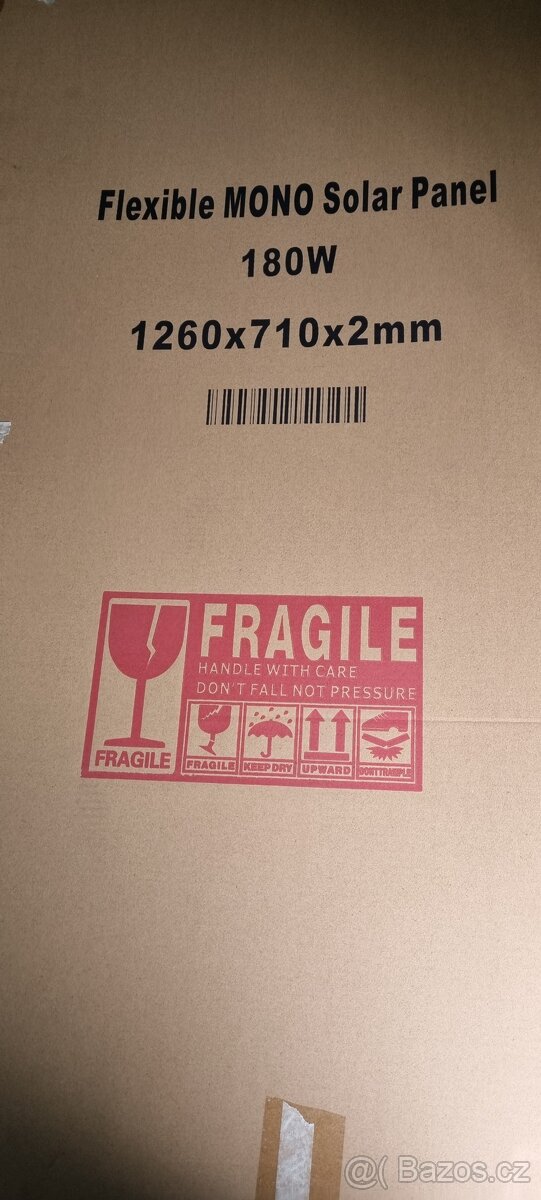 Flexible MONO Solar Panel
180W
1260x710x2mm
FRAGILE
HANDLE WITH CARE
DON'T FALL NOT PRESSURE
FRAGILE
FRAGILE
KEEP DRY
UPWARD
DON'T TRAMPLE
@( Bazos.cz